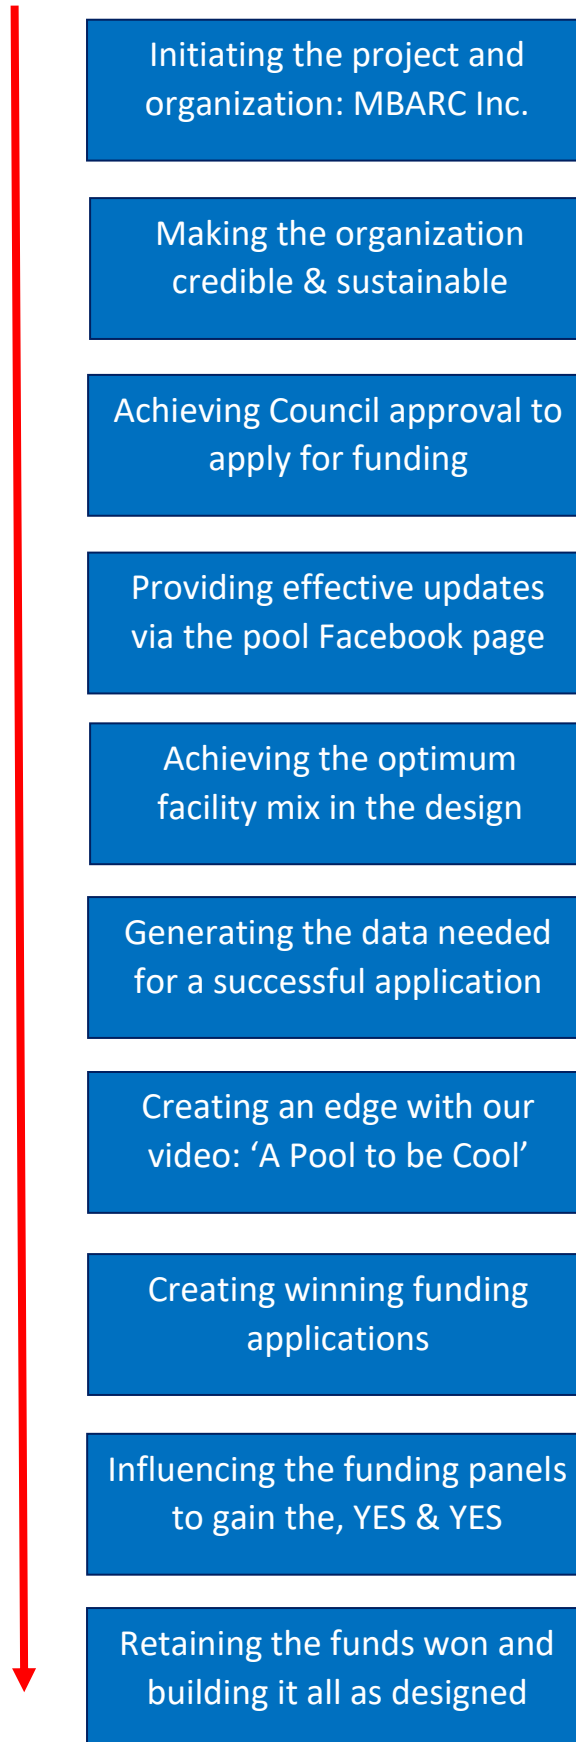 Initiating the project and
organization: MBARC Inc.
Making the organization
credible & sustainable
Achieving Council approval to
apply for funding
Providing effective updates
via the pool Facebook page
Achieving the optimum
facility mix in the design
Generating the data needed
for a successful application
Creating an edge with our
video: ‘A Pool to be Cool’
Creating winning funding
applications
Influencing the funding panels
to gain the, YES & YES
Retaining the funds won and
building it all as designed